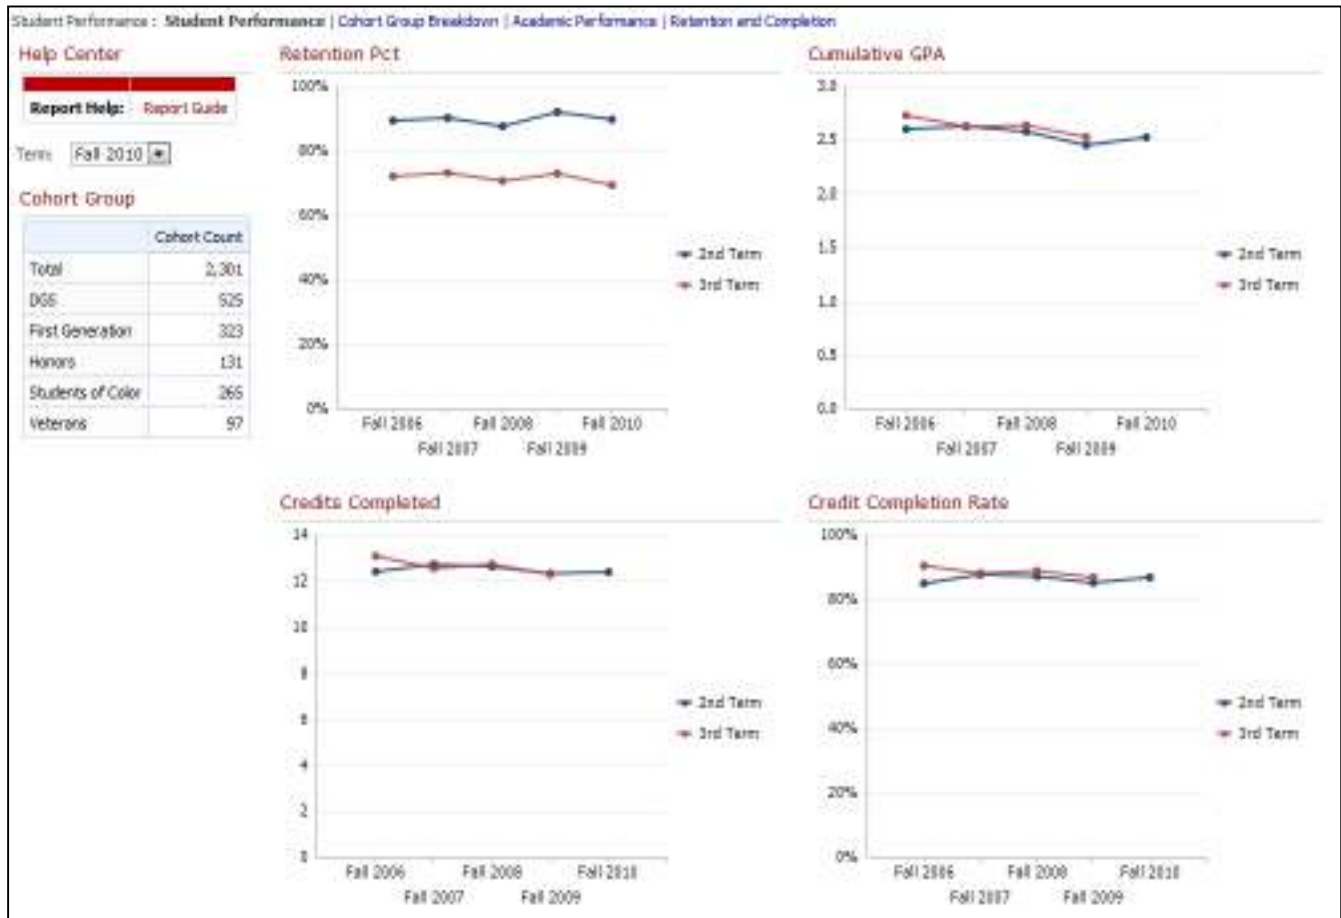 Student Performance : Student Performance | Cohort Group Breakdown | Academic Performance | Retention and Completion
Help Center
Report Help: Report Guide
Term: Fall 2010
Cohort Group
Cohort Count
Total 2,301
DGS 525
First Generation 323
Honors 131
Students of Color 265
Veterans 97
Retention Pct
100%
80%
60%
40%
20%
0%
Fall 2006 Fall 2008 Fall 2010
Fall 2007 Fall 2009
2nd Term
3rd Term
Cumulative GPA
3.0
2.5
2.0
1.5
1.0
0.5
0.0
Fall 2006 Fall 2008 Fall 2010
Fall 2007 Fall 2009
2nd Term
3rd Term
Credits Completed
14
12
10
8
6
4
2
0
Fall 2006 Fall 2008 Fall 2010
Fall 2007 Fall 2009
2nd Term
3rd Term
Credit Completion Rate
100%
80%
60%
40%
20%
0%
Fall 2006 Fall 2008 Fall 2010
Fall 2007 Fall 2009
2nd Term
3rd Term